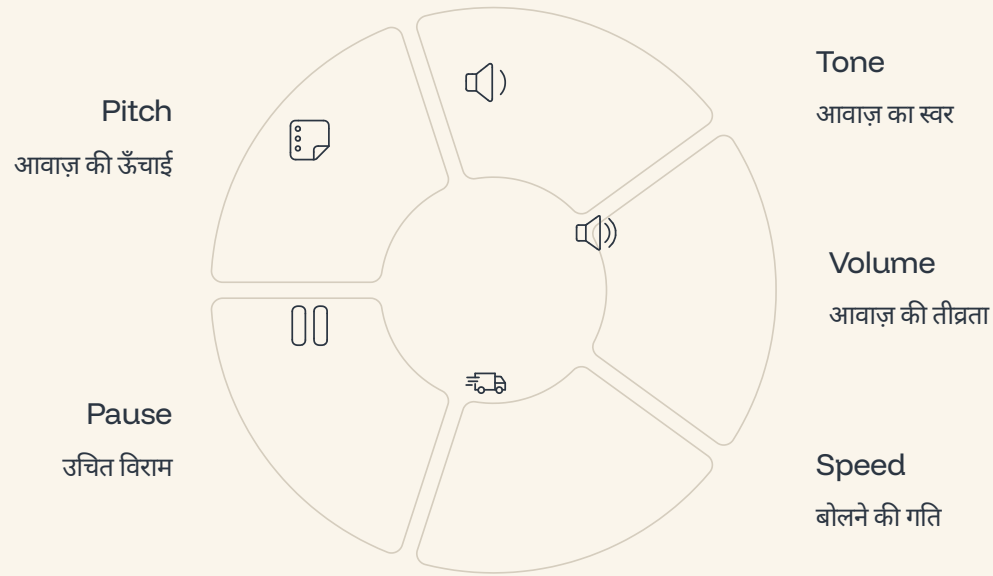 Tone
आवाज़ का स्वर
Pitch
आवाज़ की ऊँचाई
Volume
आवाज़ की तीव्रता
Pause
उचित विराम
Speed
बोलने की गति